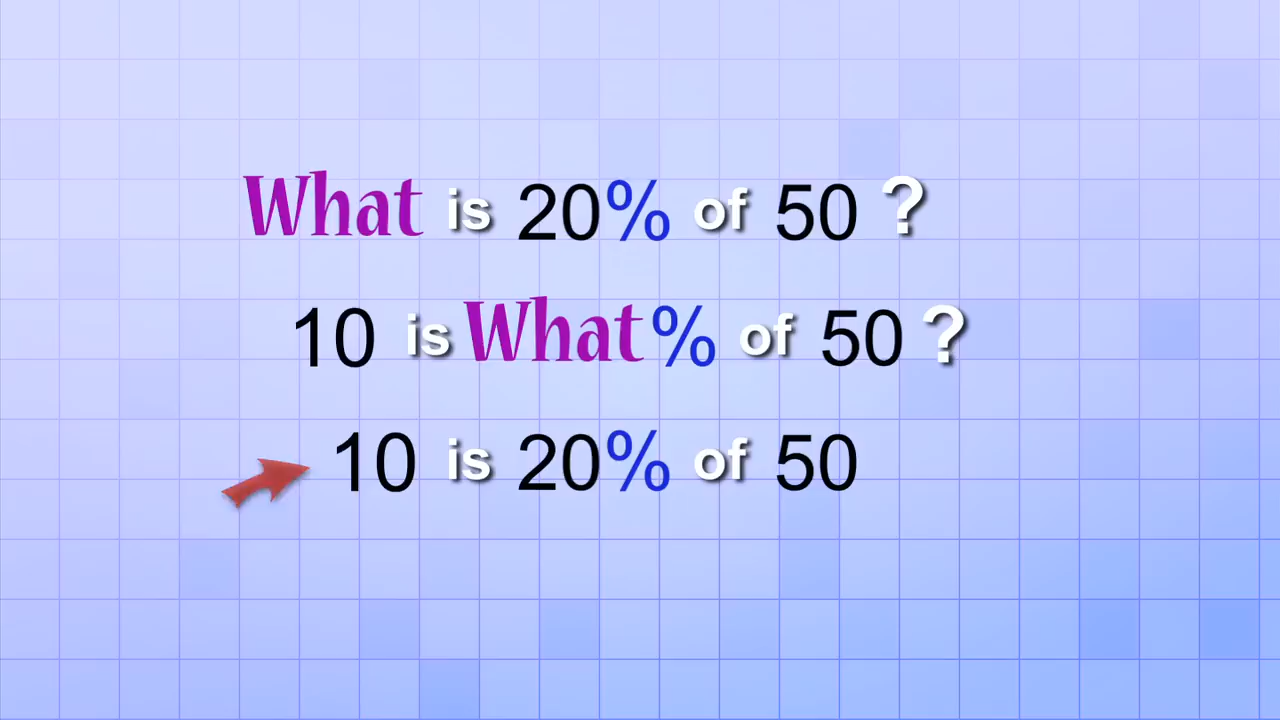 What is 20% of 50 ?
10 is What % of 50 ?
10 is 20% of 50